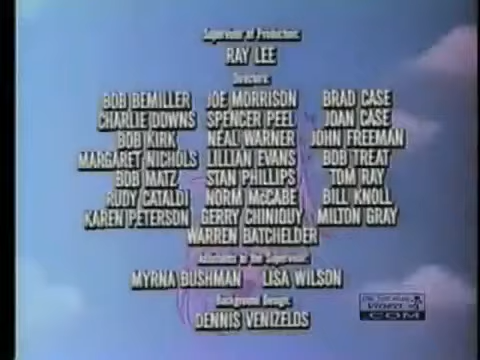 Supervisor of Production:
RAY LEE
Directors:
BOB BEMILLER JOE MORRISON BRAD CASE
CHARLIE DOWNS SPENCER PEEL JOAN CASE
BOB KIRK NEAL WARNER JOHN FREEMAN
MARGARET NICHOLS LILLIAN EVANS BOB TREAT
BOB MATZ STAN PHILLIPS TOM RAY
RUDY CATALDI NORM McCABE BILL KNOLL
KAREN PETERSON GERRY CHINIQUY MILTON GRAY
WARREN BATCHELDER
Assistants to the Supervisor:
MYRNA BUSHMAN LISA WILSON
Background Design:
DENNIS VENIZELOS
.COM